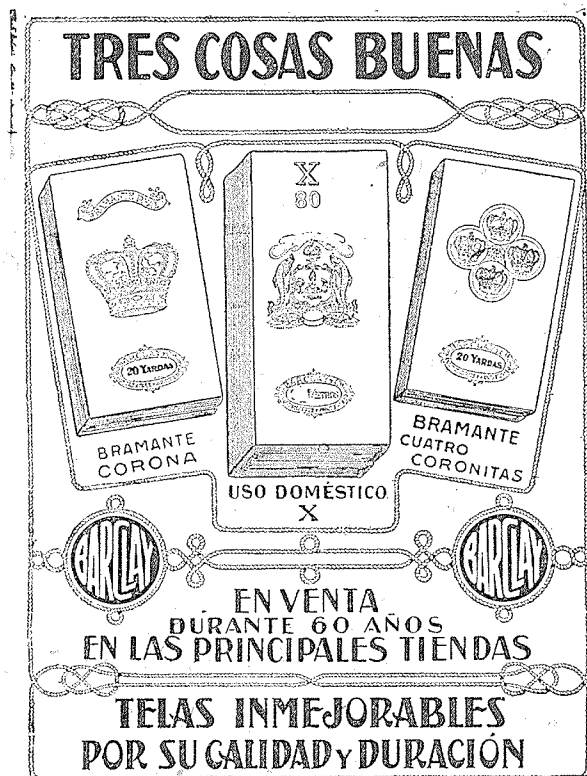 TRES COSAS BUENAS
X
80
20 YARDAS
20 YARDAS
BRAMANTE
CORONA
USO DOMÉSTICO
X
BRAMANTE
CUATRO
CORONITAS
BARCLAY
BARCLAY
EN VENTA
DURANTE 60 AÑOS
EN LAS PRINCIPALES TIENDAS
TELAS INMEJORABLES
POR SU CALIDAD Y DURACIÓN